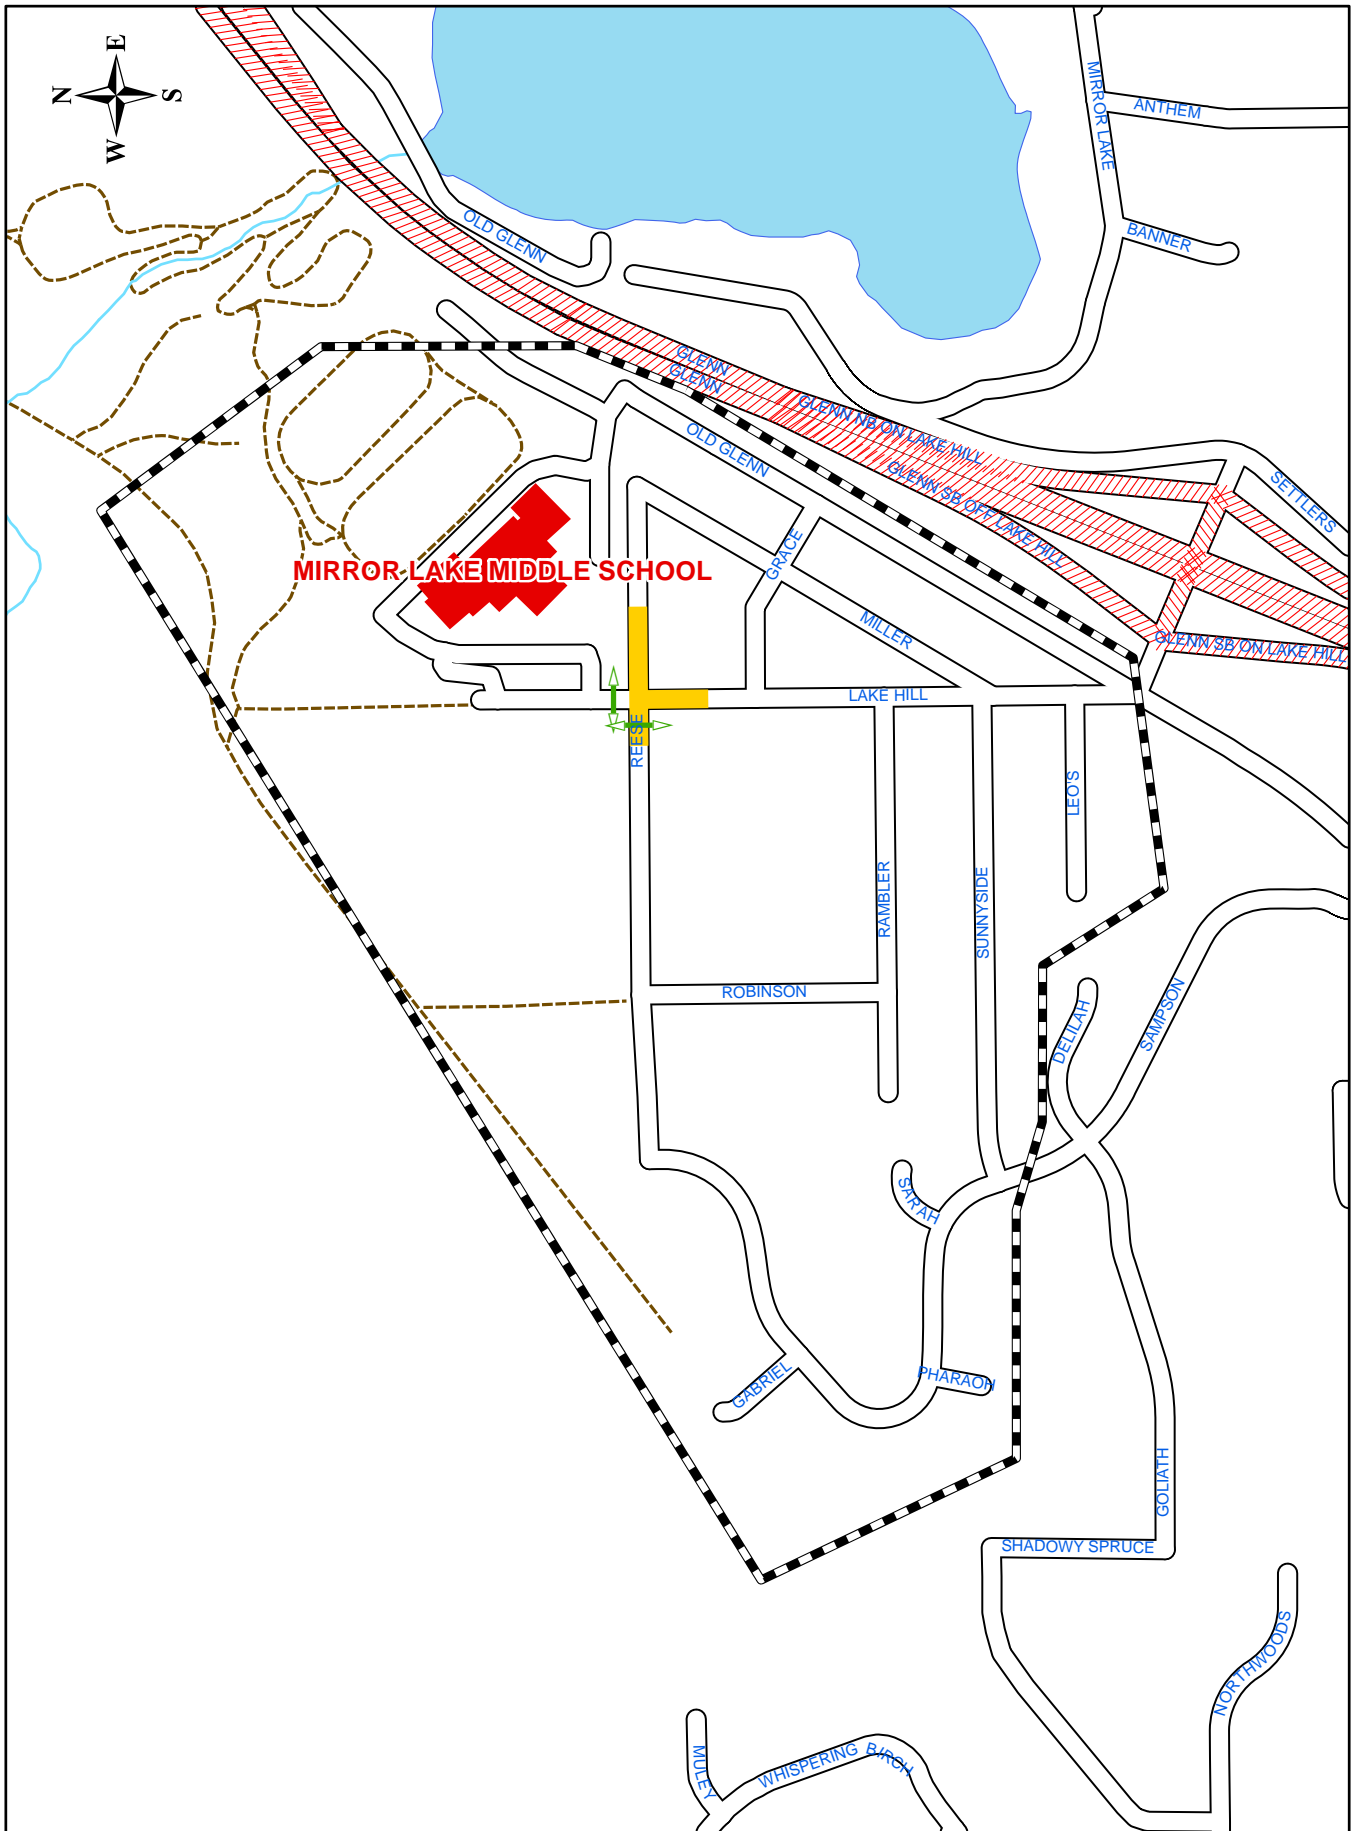 E
N
S
W
MIRROR LAKE
ANTHEM
BANNER
OLD GLENN
GLENN
GLENN
GLENN NB ON LAKE HILL
OLD GLENN
GLENN SB OFF LAKE HILL
SETTLERS
GRACE
MIRROR LAKE MIDDLE SCHOOL
MILLER
GLENN SB ON LAKE HILL
LAKE HILL
REESE
LEO'S
RAMBLER
SUNNYSIDE
ROBINSON
DELILAH
SAMPSON
SARAH
GABRIEL
PHARAOH
GOLIATH
SHADOWY SPRUCE
NORTHWOODS
MULEY
WHISPERING BIRCH